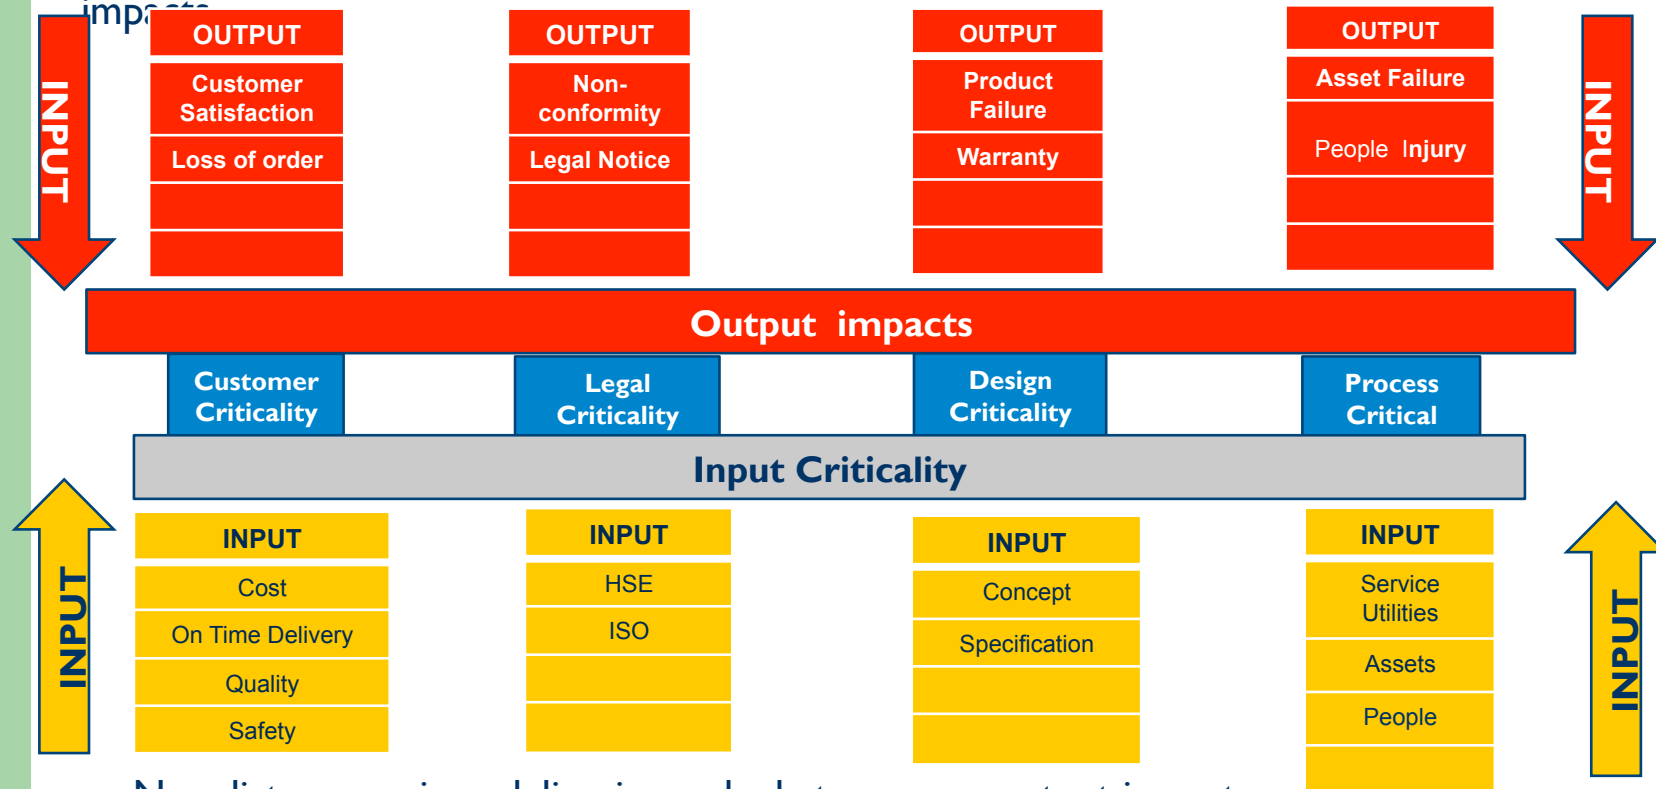 impacts
INPUT
OUTPUT
Customer
Satisfaction
Loss of order
OUTPUT
Non-
conformity
Legal Notice
OUTPUT
Product
Failure
Warranty
OUTPUT
Asset Failure
People Injury
INPUT
Output impacts
Customer
Criticality
Legal
Criticality
Design
Criticality
Process
Critical
Input Criticality
INPUT
INPUT
Cost
On Time Delivery
Quality
Safety
INPUT
HSE
ISO
INPUT
Concept
Specification
INPUT
Service
Utilities
Assets
People
INPUT